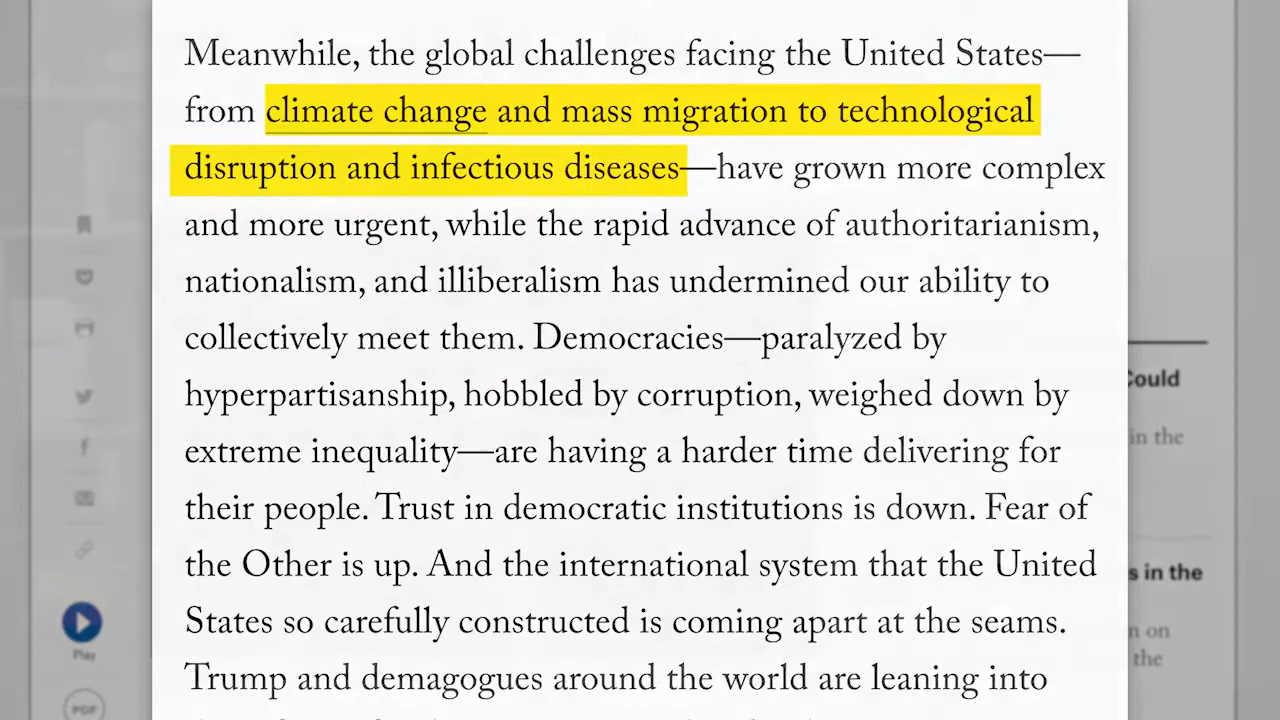 Meanwhile, the global challenges facing the United States—
from climate change and mass migration to technological
disruption and infectious diseases—have grown more complex
and more urgent, while the rapid advance of authoritarianism,
nationalism, and illiberalism has undermined our ability to
collectively meet them. Democracies—paralyzed by
hyperpartisanship, hobbled by corruption, weighed down by
extreme inequality—are having a harder time delivering for
their people. Trust in democratic institutions is down. Fear of
the Other is up. And the international system that the United
States so carefully constructed is coming apart at the seams.
Trump and demagogues around the world are leaning into
Could
in the
s in the
n on
the
Play
PDF